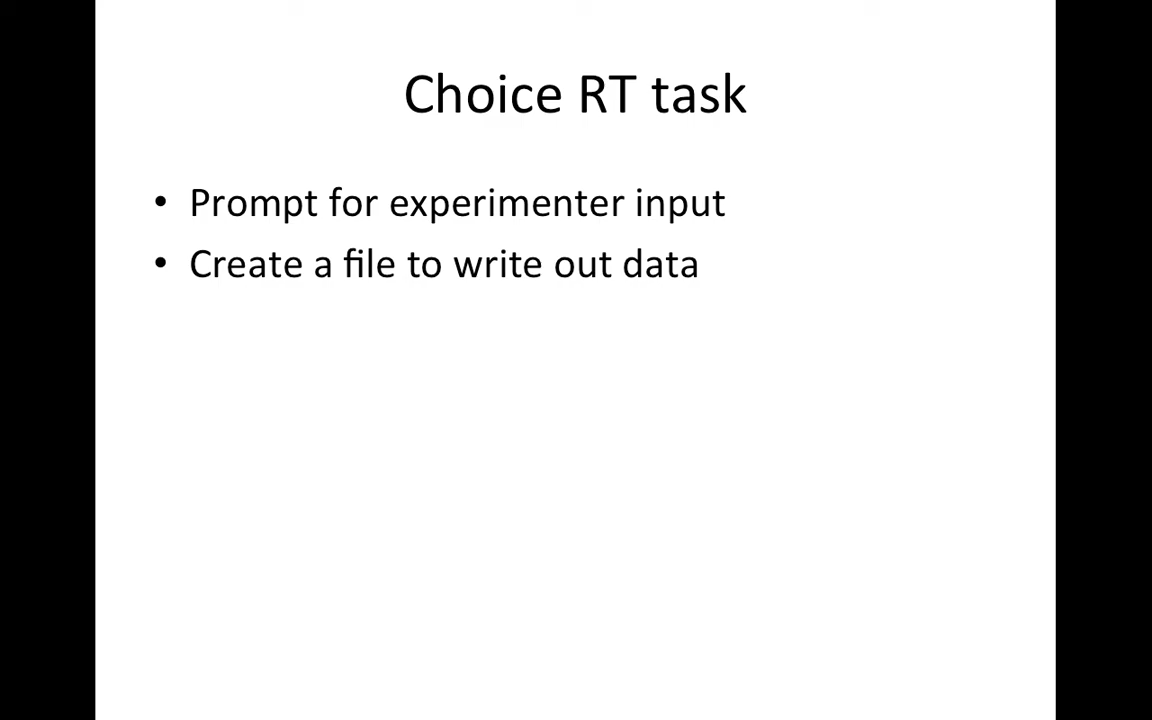 Choice RT task
• Prompt for experimenter input
• Create a file to write out data